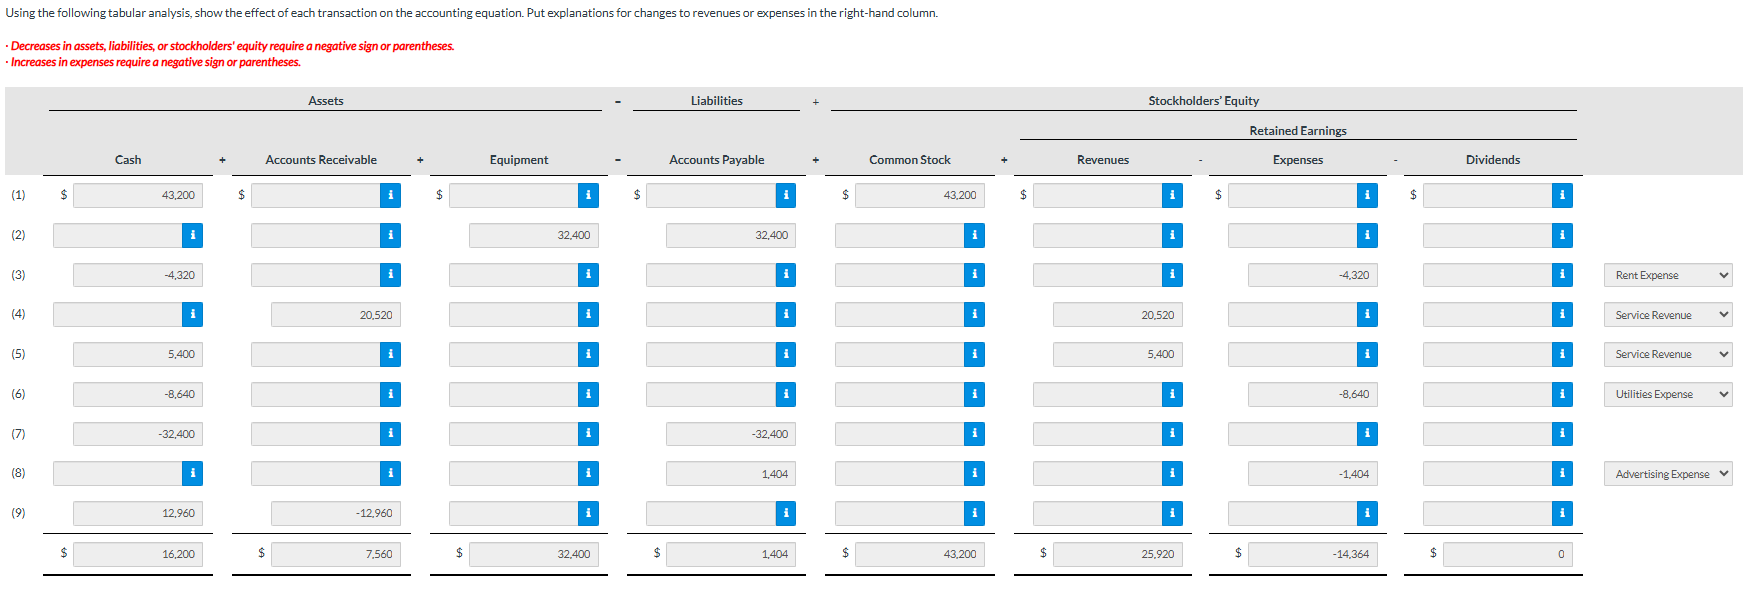 Using the following tabular analysis, show the effect of each transaction on the accounting equation. Put explanations for changes to revenues or expenses in the right-hand column.
· Decreases in assets, liabilities, or stockholders' equity require a negative sign or parentheses.
· Increases in expenses require a negative sign or parentheses.
Assets - Liabilities + Stockholders' Equity
Retained Earnings
Cash + Accounts Receivable + Equipment - Accounts Payable + Common Stock + Revenues - Expenses - Dividends
(1) $ 43,200 $ i $ i $ i $ 43,200 $ i $ i $ i
(2) i i 32,400 32,400 i i i i
(3) -4,320 i i i i i -4,320 i Rent Expense
(4) i 20,520 i i i 20,520 i i Service Revenue
(5) 5,400 i i i i 5,400 i i Service Revenue
(6) -8,640 i i i i i -8,640 i Utilities Expense
(7) -32,400 i i -32,400 i i i i
(8) i i i 1,404 i i -1,404 i Advertising Expense
(9) 12,960 -12,960 i i i i i i
$ 16,200 $ 7,560 $ 32,400 $ 1,404 $ 43,200 $ 25,920 $ -14,364 $ 0